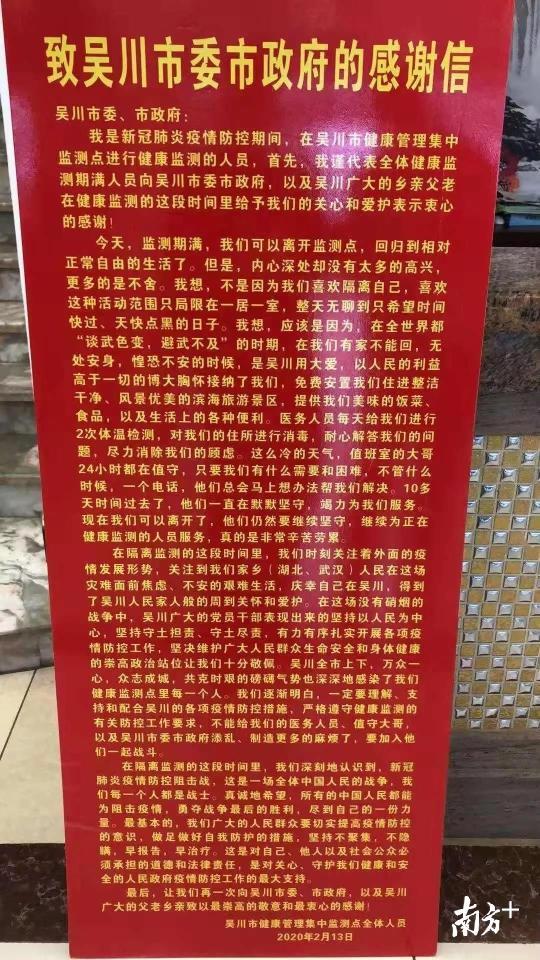 致吴川市委市政府的感谢信
吴川市委、市政府：
我是新冠肺炎疫情防控期间，在吴川市健康管理集中
监测点进行健康监测的人员，首先，我谨代表全体健康监
测期满人员向吴川市委市政府，以及吴川广大的乡亲父老
在健康监测的这段时间里给予我们的关心和爱护表示衷心
的感谢！
今天，监测期满，我们可以离开监测点，回归到相对
正常自由的生活了。但是，内心深处却没有太多的高兴，
更多的是不舍。我想，不是因为我们喜欢隔离自己，喜欢
这种活动范围只局限在一居一室，整天无聊到只希望时间
快过、天快点黑的日子。我想，应该是因为，在全世界都
“谈武色变，避武不及”的时期，在我们有家不能回，无
处安身，惶恐不安的时候，是吴川用大爱，以人民的利益
高于一切的博大胸怀接纳了我们，免费安置我们住进整洁
干净、风景优美的滨海旅游景区，提供我们美味的饭菜、
食品，以及生活上的各种便利。医务人员每天给我们进行
2次体温检测，对我们的住所进行消毒，耐心解答我们的问
题，尽力消除我们的顾虑。这么冷的天气，值班室的大哥
24小时都在值守，只要我们有什么需要和困难，不管什么
时候，一个电话，他们总会马上想办法帮我们解决。10多
天时间过去了，他们一直在默默坚守，竭力为我们服务。
现在我们可以离开了，他们仍然要继续坚守，继续为正在
健康监测的人员服务，真的是非常辛苦劳累。
在隔离监测的这段时间里，我们时刻关注着外面的疫
情发展形势，关注到我们家乡（湖北、武汉）人民在这场
灾难面前焦虑、不安的艰难生活，庆幸自己在吴川，得到
了吴川人民家人般的周到关怀和爱护。在这场没有硝烟的
战争中，吴川广大的党员干部表现出来的坚持以人民为中
心，坚持守土担责、守土尽责，有力有序扎实开展各项疫
情防控工作，坚决维护广大人民群众生命安全和身体健康
的崇高政治站位让我们十分敬佩。吴川全市上下，万众一
心，众志成城，共克时艰的磅礴气势也深深地感染了我们
健康监测点里每一个人。我们逐渐明白，一定要理解、支
持和配合吴川的各项疫情防控措施，严格遵守健康监测的
有关防控工作要求，不能给我们的医务人员、值守大哥，
以及吴川市委市政府添乱、制造更多的麻烦了，要加入他
们一起战斗。
在隔离监测的这段时间里，我们深刻地认识到，新冠
肺炎疫情防控阻击战，这是一场全体中国人民的战争，我
们每一个人都是战士。真诚地希望，所有的中国人民都能
为阻击疫情，勇夺战争最后的胜利，尽到自己的一份力
量。最基本的，我们广大的人民群众要切实提高疫情防控
的意识，做足做好自我防护的措施，坚持不聚集，不隐
瞒，早报告，早治疗。这是对自己、他人以及社会公众必
须承担的道德和法律责任，是对关心、守护我们健康和安
全的人民政府疫情防控工作的最大支持。
最后，让我们再一次向吴川市委、市政府，以及吴川
广大的父老乡亲致以最崇高的敬意和最衷心的感谢！
吴川市健康管理集中监测点全体人员
2020年2月13日
南方+